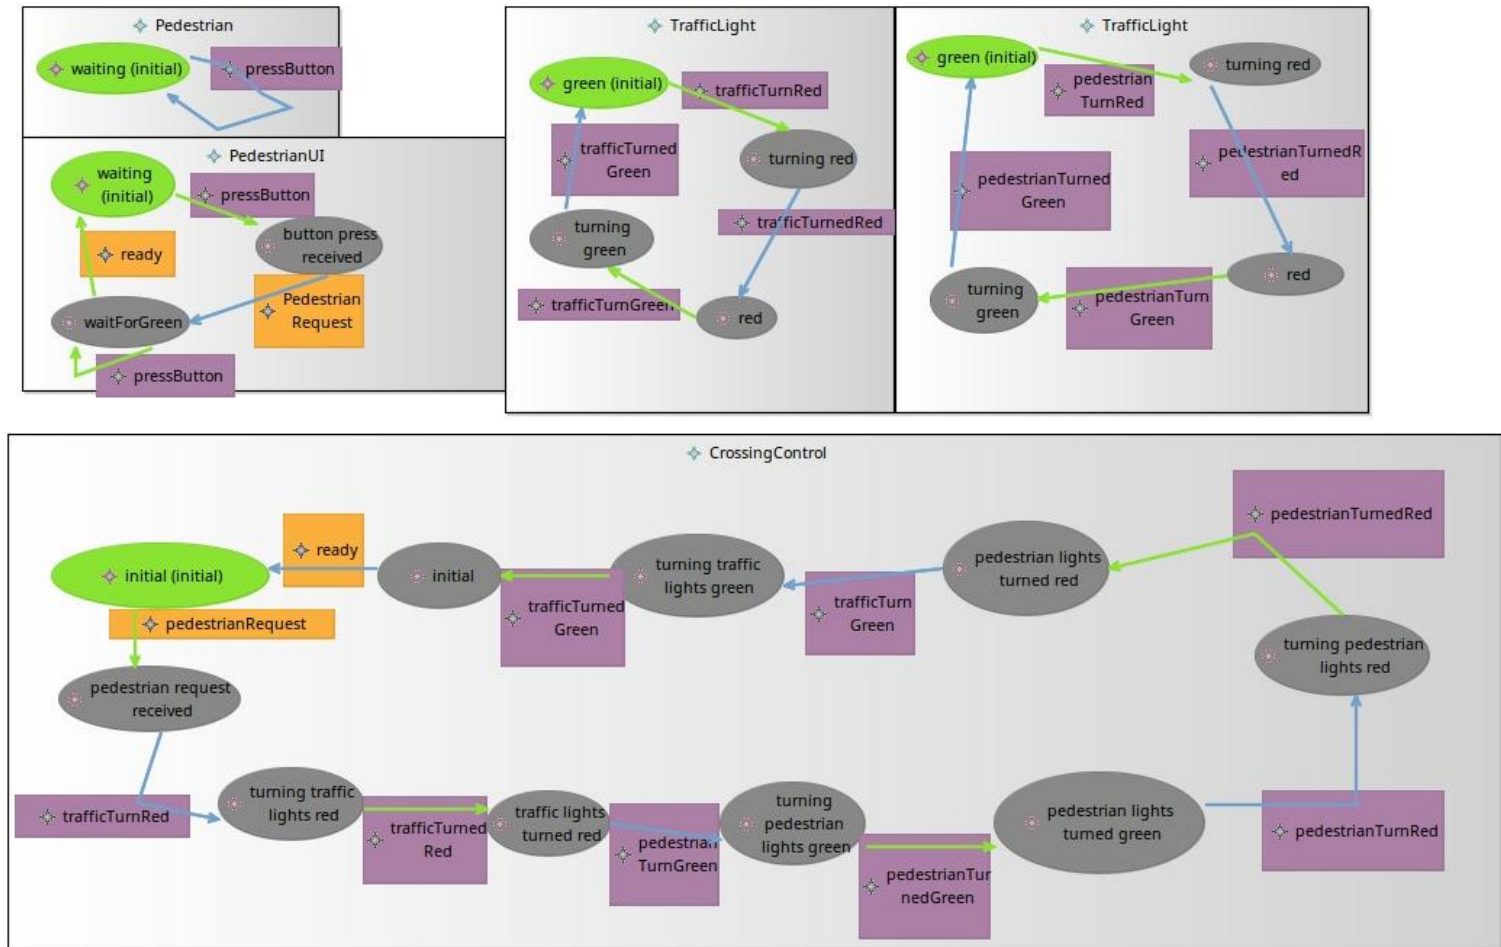 Pedestrian
waiting (initial)
pressButton
PedestrianUI
waiting
(initial)
pressButton
button press
received
ready
Pedestrian
Request
waitForGreen
pressButton
TrafficLight
green (initial)
trafficTurnRed
trafficTurned
Green
turning red
trafficTurnedRed
turning
green
trafficTurnGreen
red
TrafficLight
green (initial)
turning red
pedestrian
TurnRed
pedestrianTurnedR
ed
pedestrianTurned
Green
red
turning
green
pedestrianTurn
Green
CrossingControl
initial (initial)
ready
initial
trafficTurned
Green
turning traffic
lights green
trafficTurn
Green
pedestrian lights
turned red
pedestrianTurnedRed
turning pedestrian
lights red
pedestrianRequest
pedestrian request
received
trafficTurnRed
turning traffic
lights red
trafficTurned
Red
traffic lights
turned red
pedestrian
TurnGreen
turning
pedestrian
lights green
pedestrianTur
nedGreen
pedestrian lights
turned green
pedestrianTurnRed